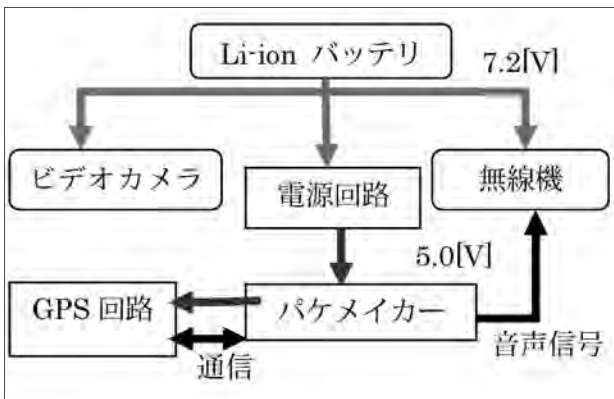 Li-ion バッテリ
7.2[V]
ビデオカメラ
電源回路
無線機
5.0[V]
GPS 回路
パケメイカー
通信
音声信号